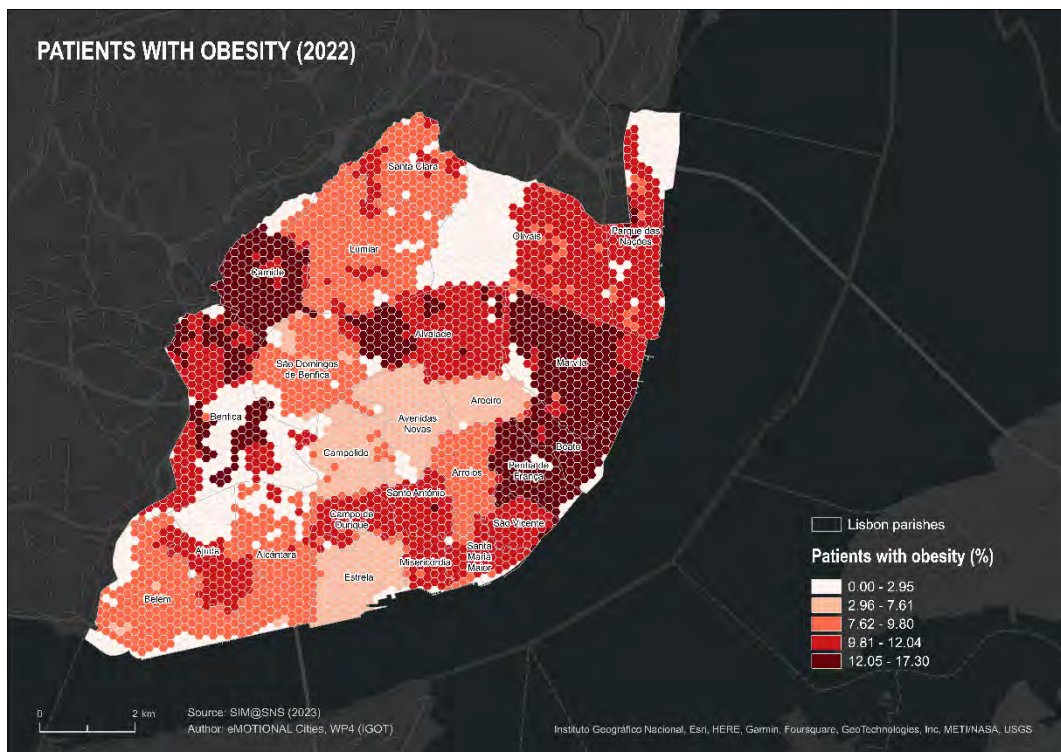 PATIENTS WITH OBESITY (2022)
Santa Clara
Olivais
Parque das
Nações
Lumiar
Carnide
Alvalade
São Domingos
de Benfica
Marvila
Areeiro
Benfica
Avenidas
Novas
Beato
Campolide
Penha de
França
Arroios
Santo António
Campo de
Ourique
São Vicente
Ajuda
Alcântara
Misericórdia
Santa
Maria
Maior
Estrela
Belém
Lisbon parishes
Patients with obesity (%)
0.00 - 2.95
2.96 - 7.61
7.62 - 9.80
9.81 - 12.04
12.05 - 17.30
0 2 km
Source: SIM@SNS (2023)
Author: eMOTIONAL Cities, WP4 (IGOT)
Instituto Geográfico Nacional, Esri, HERE, Garmin, Foursquare, GeoTechnologies, Inc, METI/NASA, USGS